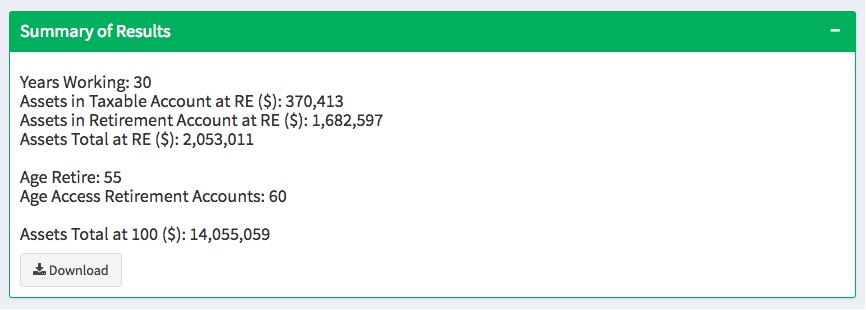 Summary of Results
Years Working: 30
Assets in Taxable Account at RE ($): 370,413
Assets in Retirement Account at RE ($): 1,682,597
Assets Total at RE ($): 2,053,011
Age Retire: 55
Age Access Retirement Accounts: 60
Assets Total at 100 ($): 14,055,059
Download